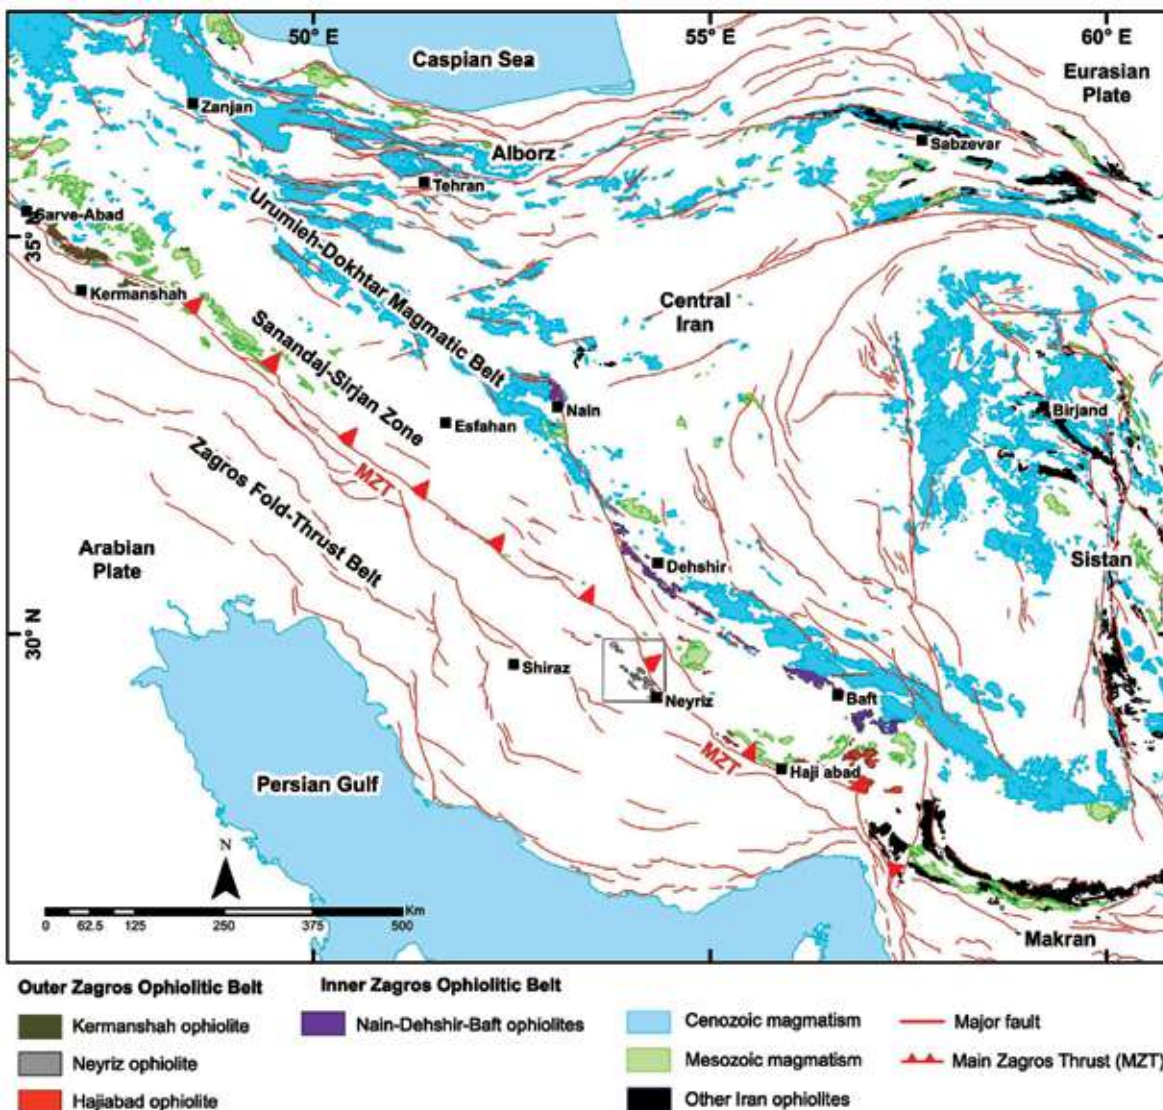 50° E
55° E
60° E
Caspian Sea
Eurasian
Plate
Zanjan
Alborz
Sabzevar
Tehran
Sarve-Abad
35° N
Urumieh-Dokhtar Magmatic Belt
Kermanshah
Central
Iran
Sanandaj-Sirjan Zone
Nain
Birjand
Esfahan
Zagros Fold-Thrust Belt
MZT
Arabian
Plate
Dehshir
Sistan
30° N
Shiraz
Neyriz
Baft
MZT
Haji abad
Persian Gulf
N
Km
0 62.5 125 250 375 500
Makran
Outer Zagros Ophiolitic Belt
Kermanshah ophiolite
Neyriz ophiolite
Hajiabad ophiolite
Inner Zagros Ophiolitic Belt
Nain-Dehshir-Baft ophiolites
Cenozoic magmatism
Mesozoic magmatism
Other Iran ophiolites
Major fault
Main Zagros Thrust (MZT)